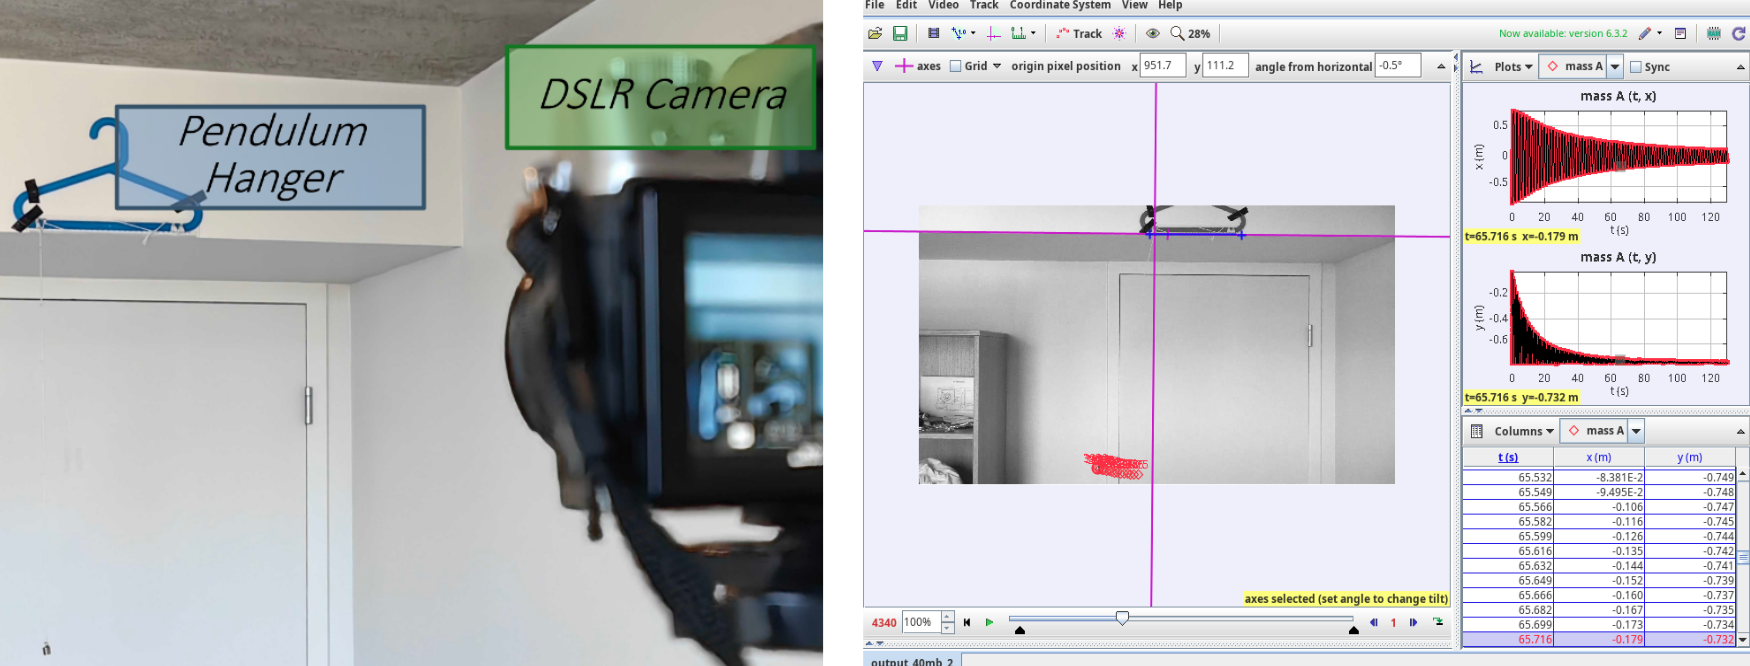 Pendulum
Hanger
DSLR Camera
File Edit Video Track Coordinate System View Help
Track 28% Now available: version 6.3.2
axes Grid origin pixel position x 951.7 y 111.2 angle from horizontal -0.5°
Plots mass A Sync
mass A (t, x)
0.5
0
-0.5
x (m)
0 20 40 60 80 100 120
t (s)
t=65.716 s x=-0.179 m
mass A (t, y)
-0.2
-0.4
-0.6
y (m)
0 20 40 60 80 100 120
t (s)
t=65.716 s y=-0.732 m
Columns mass A
t (s) x (m) y (m)
65.532 -8.381E-2 -0.749
65.549 -9.495E-2 -0.748
65.566 -0.106 -0.747
65.582 -0.116 -0.745
65.599 -0.126 -0.744
65.616 -0.135 -0.742
65.632 -0.144 -0.741
65.649 -0.152 -0.739
65.666 -0.160 -0.737
65.682 -0.167 -0.735
65.699 -0.173 -0.734
65.716 -0.179 -0.732
axes selected (set angle to change tilt)
4340 100% 1
output_40mb_2